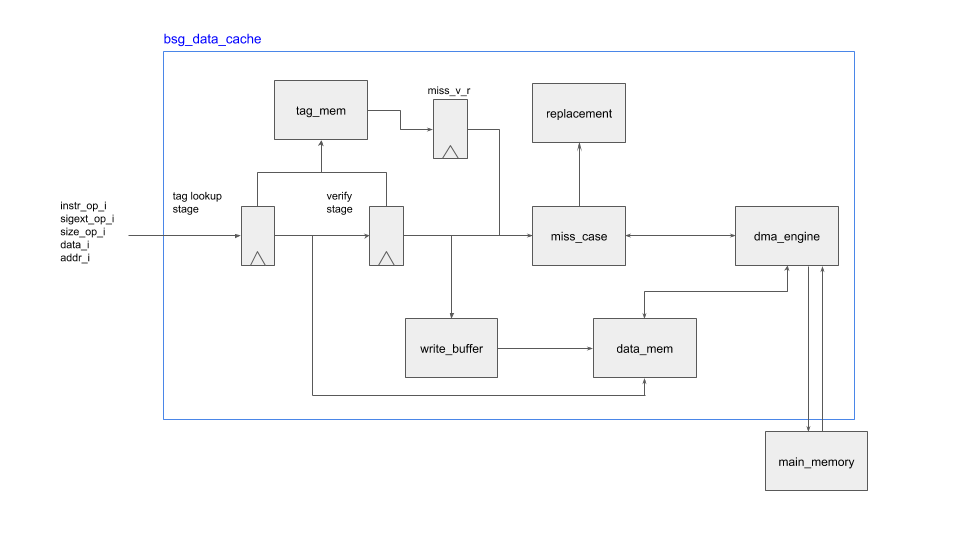 bsg_data_cache
miss_v_r
tag_mem
replacement
tag lookup
stage
verify
stage
instr_op_i
sigext_op_i
size_op_i
data_i
addr_i
miss_case
dma_engine
write_buffer
data_mem
main_memory